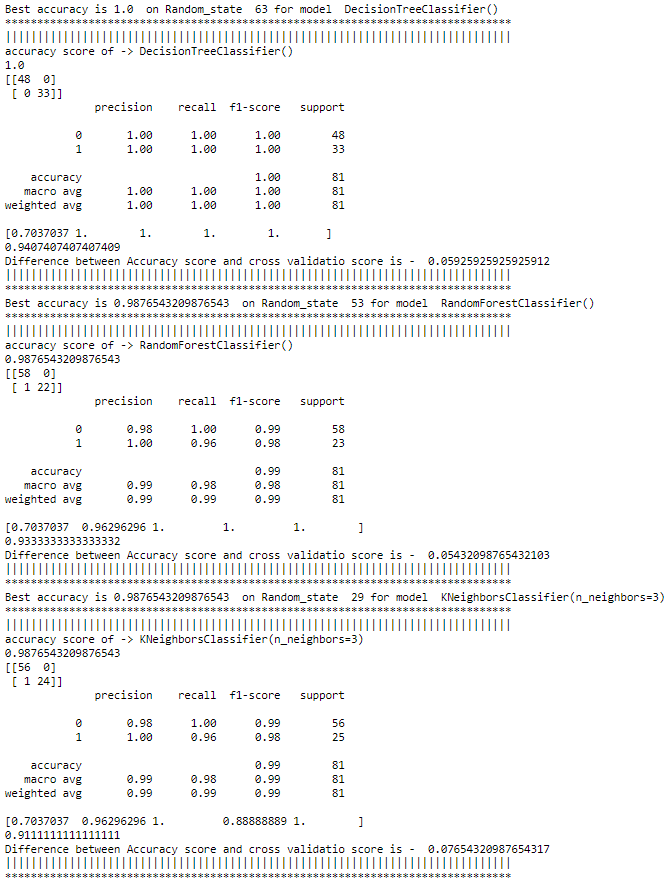 Best accuracy is 1.0  on Random_state  63 for model  DecisionTreeClassifier()
*******************************************************************************
|||||||||||||||||||||||||||||||||||||||||||||||||||||||||||||||||||||||||||||||
accuracy score of -> DecisionTreeClassifier()
1.0
[[48  0]
 [ 0 33]]
              precision    recall  f1-score   support

           0       1.00      1.00      1.00        48
           1       1.00      1.00      1.00        33

    accuracy                           1.00        81
   macro avg       1.00      1.00      1.00        81
weighted avg       1.00      1.00      1.00        81

[0.7037037 1.        1.        1.        1.       ]
0.9407407407407409
Difference between Accuracy score and cross validatio score is -  0.05925925925925912
|||||||||||||||||||||||||||||||||||||||||||||||||||||||||||||||||||||||||||||||
*******************************************************************************
Best accuracy is 0.9876543209876543  on Random_state  53 for model  RandomForestClassifier()
*******************************************************************************
|||||||||||||||||||||||||||||||||||||||||||||||||||||||||||||||||||||||||||||||
accuracy score of -> RandomForestClassifier()
0.9876543209876543
[[58  0]
 [ 1 22]]
              precision    recall  f1-score   support

           0       0.98      1.00      0.99        58
           1       1.00      0.96      0.98        23

    accuracy                           0.99        81
   macro avg       0.99      0.98      0.98        81
weighted avg       0.99      0.99      0.99        81

[0.7037037  0.96296296 1.         1.         1.        ]
0.9333333333333332
Difference between Accuracy score and cross validatio score is -  0.05432098765432103
|||||||||||||||||||||||||||||||||||||||||||||||||||||||||||||||||||||||||||||||
*******************************************************************************
Best accuracy is 0.9876543209876543  on Random_state  29 for model  KNeighborsClassifier(n_neighbors=3)
*******************************************************************************
|||||||||||||||||||||||||||||||||||||||||||||||||||||||||||||||||||||||||||||||
accuracy score of -> KNeighborsClassifier(n_neighbors=3)
0.9876543209876543
[[56  0]
 [ 1 24]]
              precision    recall  f1-score   support

           0       0.98      1.00      0.99        56
           1       1.00      0.96      0.98        25

    accuracy                           0.99        81
   macro avg       0.99      0.98      0.99        81
weighted avg       0.99      0.99      0.99        81

[0.7037037  0.96296296 1.         0.88888889 1.        ]
0.9111111111111111
Difference between Accuracy score and cross validatio score is -  0.07654320987654317
|||||||||||||||||||||||||||||||||||||||||||||||||||||||||||||||||||||||||||||||
*******************************************************************************